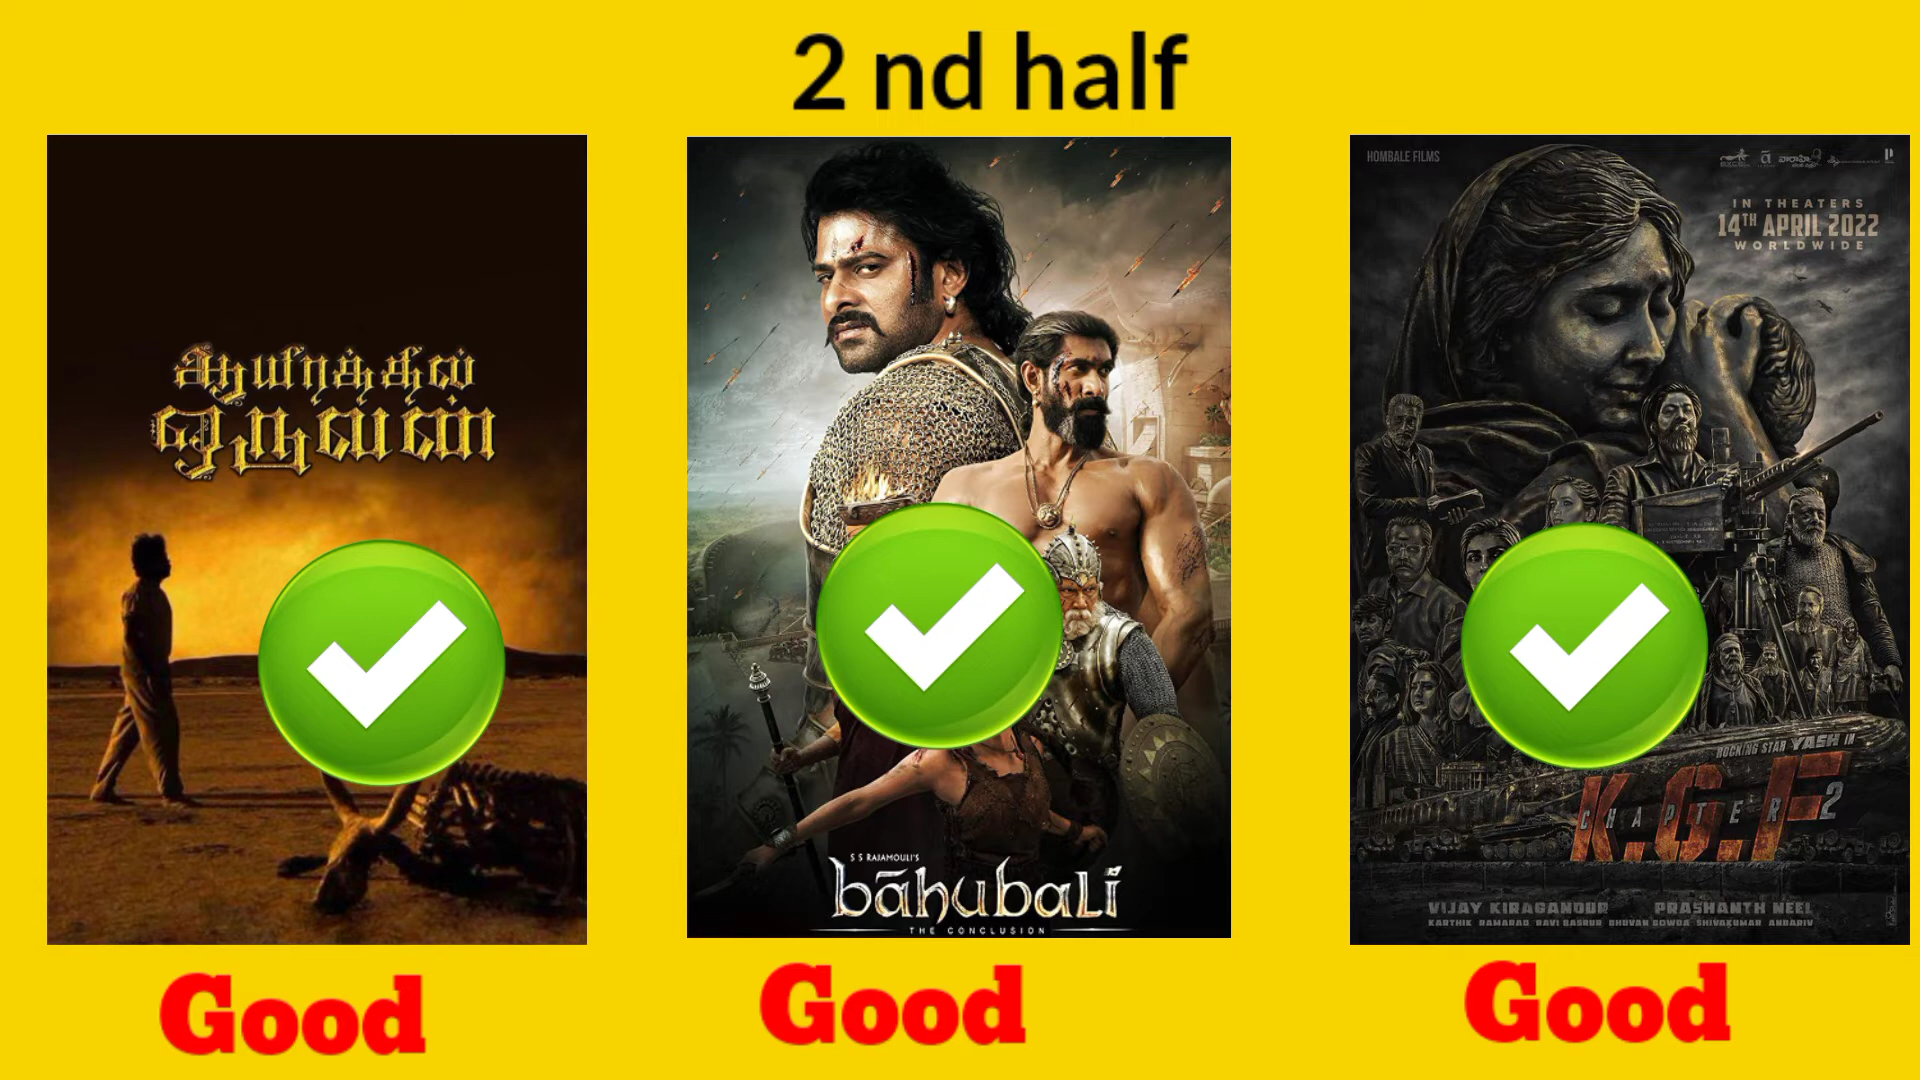 2 nd half
ஆயிரத்தில்
ஒருவன்
Good
S S RAJAMOULI'S
bāhubali
THE CONCLUSION
Good
HOMBALE FILMS
IN THEATERS
14TH APRIL 2022
WORLDWIDE
ROCKING STAR YASH IN
K.G.F
CHAPTER 2
VIJAY KIRAGANDUR PRASHANTH NEEL
Good